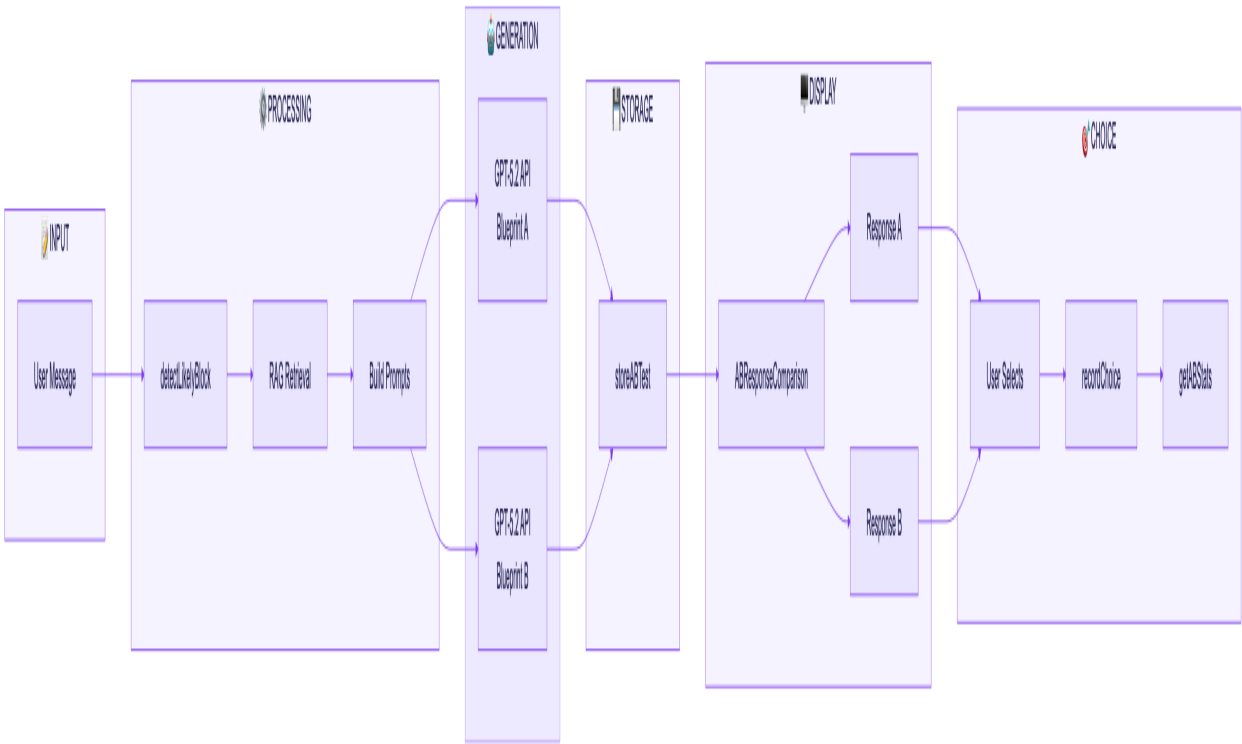 INPUT
User Message
PROCESSING
detectLikelyBlock
RAG Retrieval
Build Prompts
GENERATION
GPT-5.2 API
Blueprint A
GPT-5.2 API
Blueprint B
STORAGE
storeABTest
DISPLAY
ABResponseComparison
Response A
Response B
CHOICE
User Selects
recordChoice
getABStats